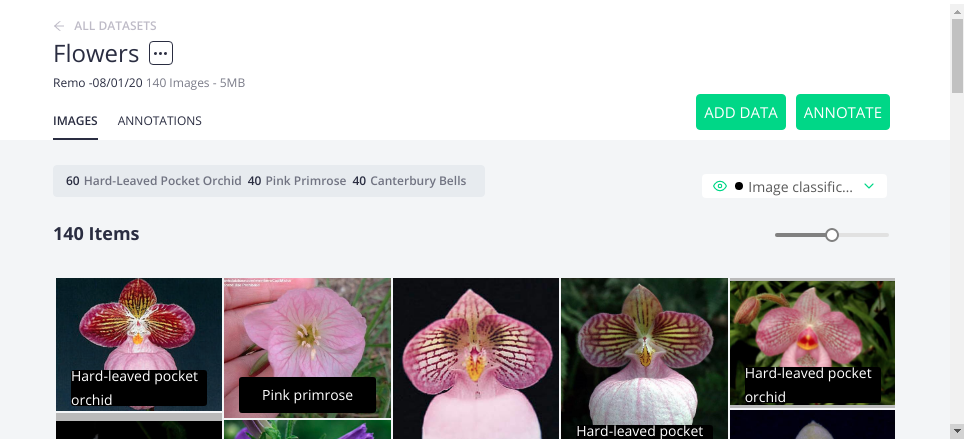 ← ALL DATASETS
Flowers
Remo -08/01/20 140 Images - 5MB
IMAGES ANNOTATIONS
ADD DATA ANNOTATE
60 Hard-Leaved Pocket Orchid 40 Pink Primrose 40 Canterbury Bells
Image classific...
140 Items
Hard-leaved pocket
orchid
Pink primrose
Hard-leaved pocket
Hard-leaved pocket
orchid